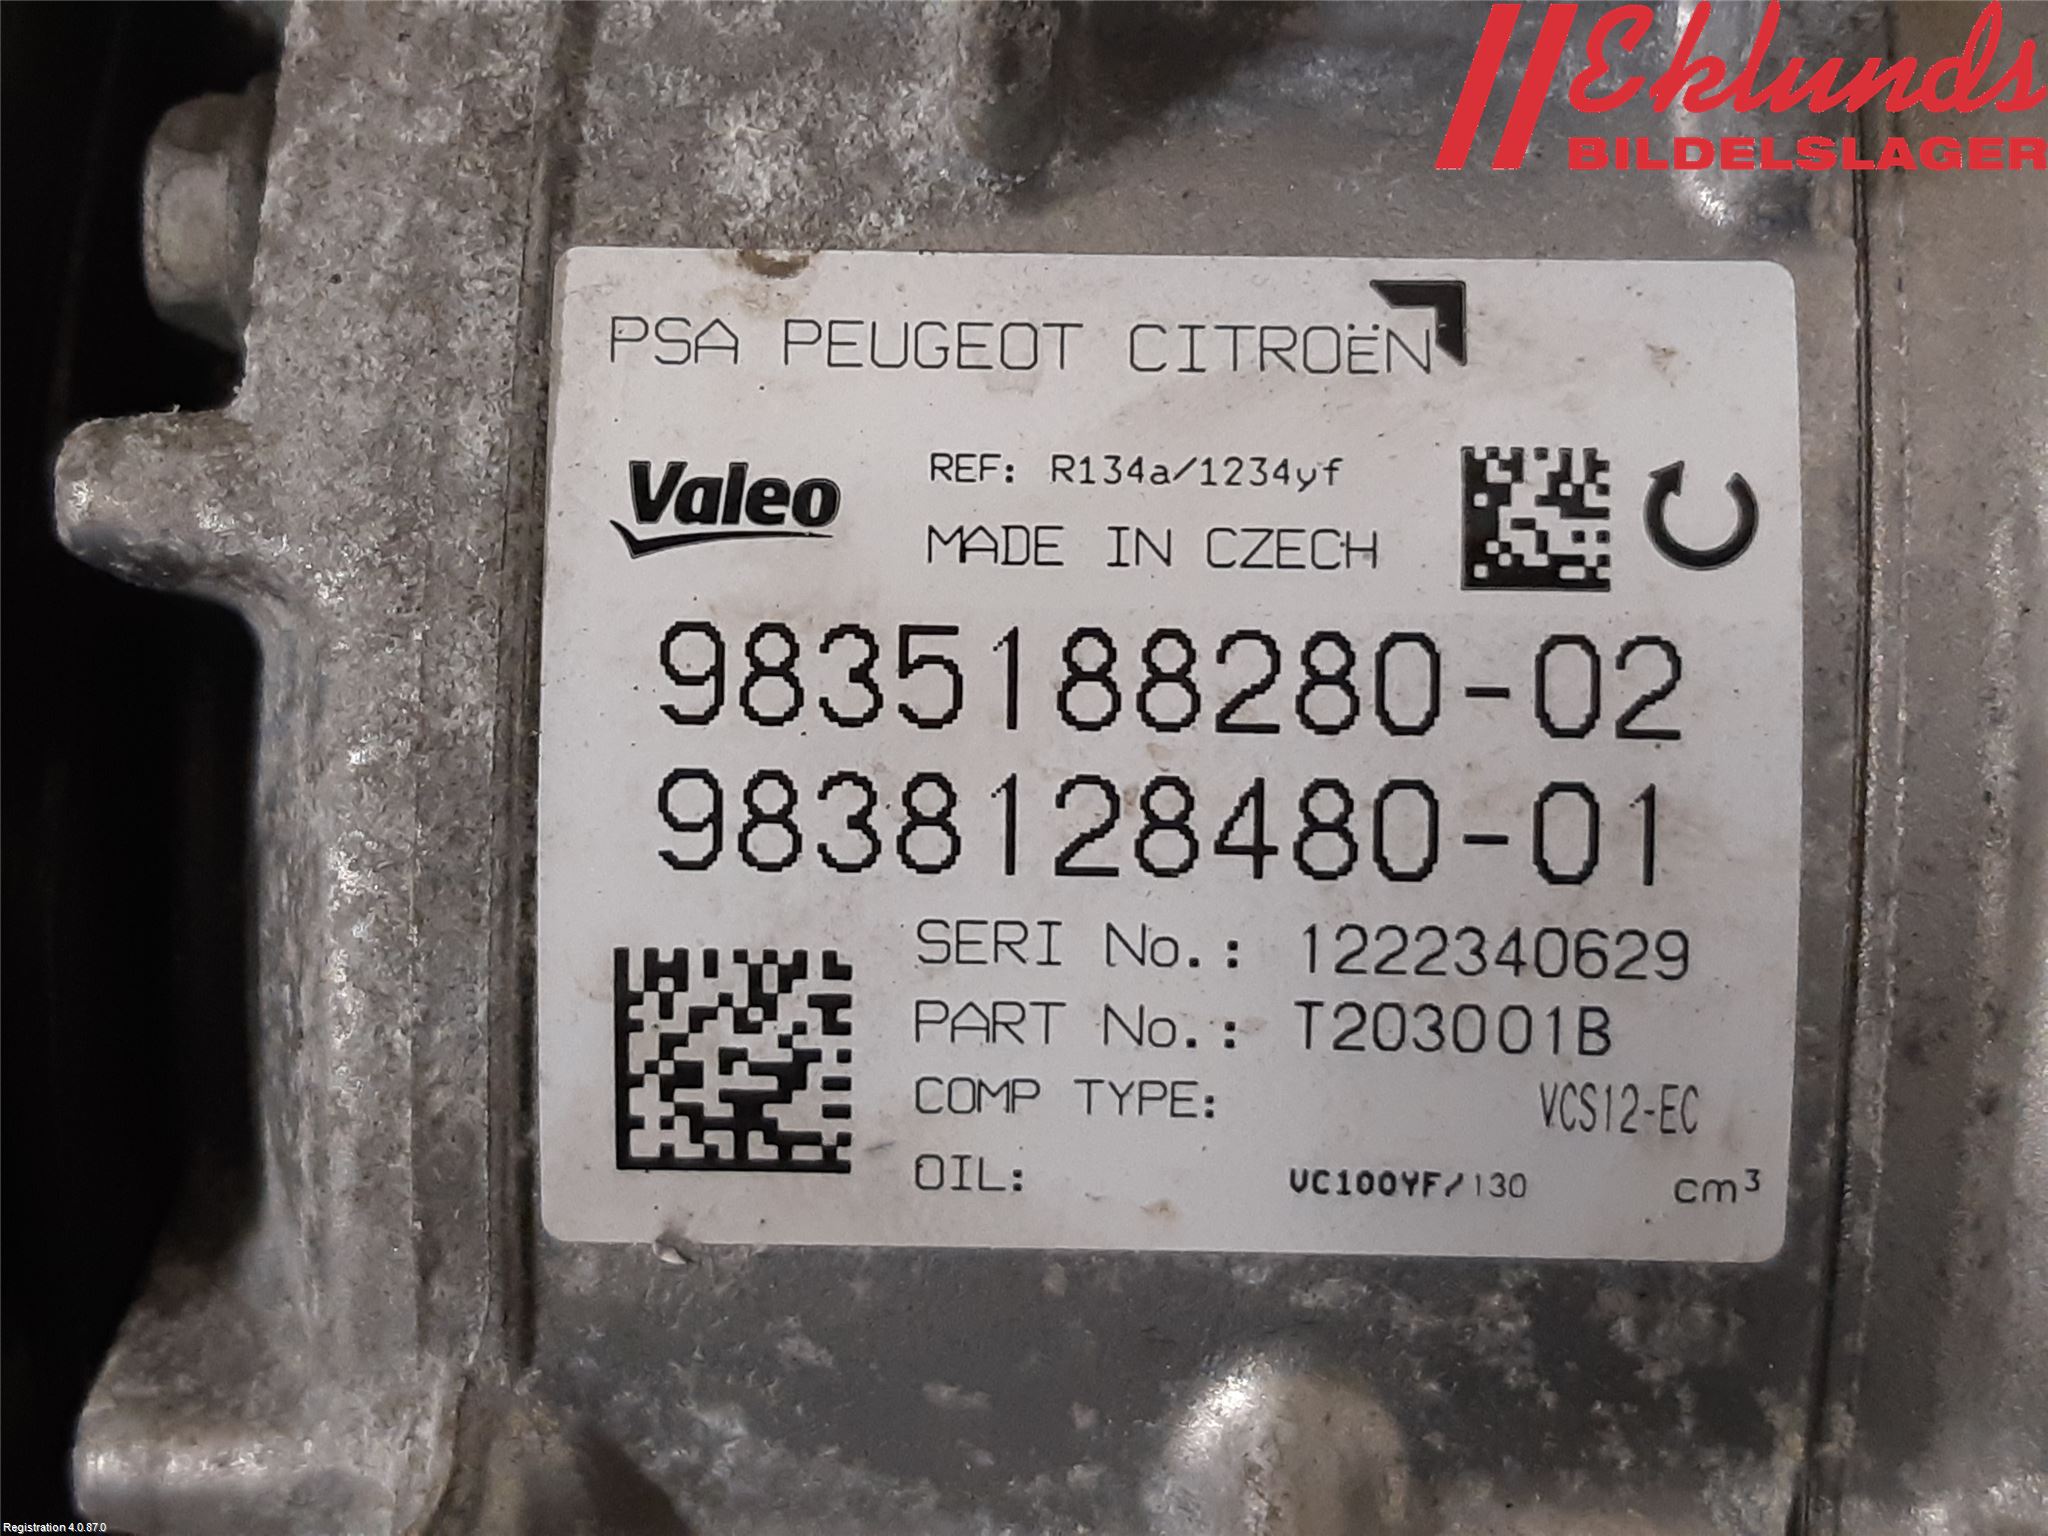 Eklunds
BILDELSLAGER
PSA PEUGEOT CITROËN
Valeo
REF: R134a/1234yf
MADE IN CZECH
9835188280-02
9838128480-01
SERI No.: 1222340629
PART No.: T203001B
COMP TYPE: VCS12-EC
OIL: VC100YF/130 cm³
Registration 4.0.87.0